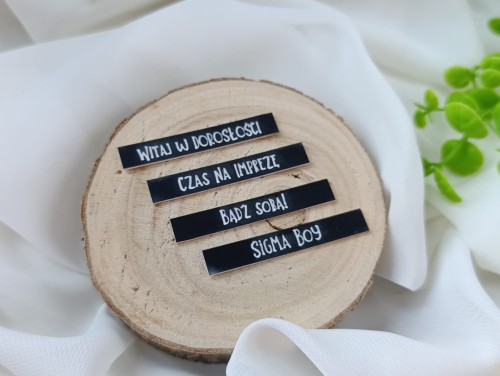 WITAJ W DOROSŁOŚCI
CZAS NA IMPREZĘ
BĄDŹ SOBĄ!
SIGMA BOY